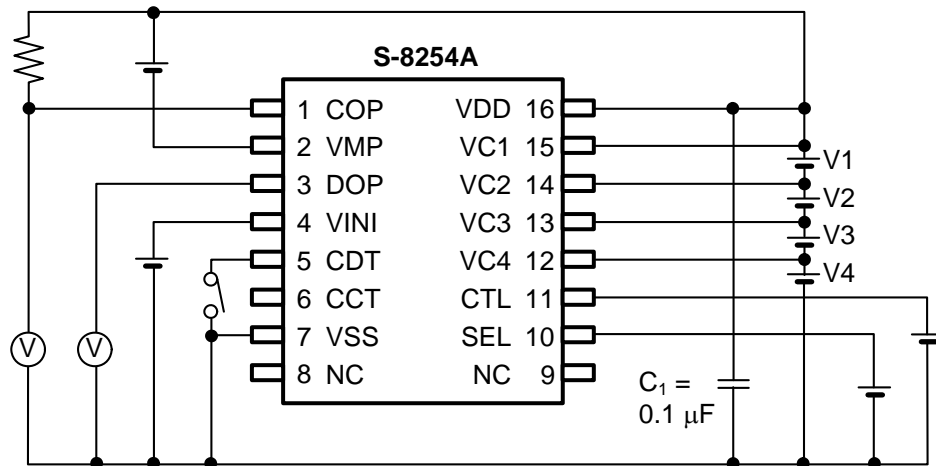 S-8254A
1 COP VDD 16
2 VMP VC1 15
3 DOP VC2 14
4 VINI VC3 13
5 CDT VC4 12
6 CCT CTL 11
7 VSS SEL 10
8 NC NC 9
V1
V2
V3
V4
V
V
C₁ =
0.1 μF